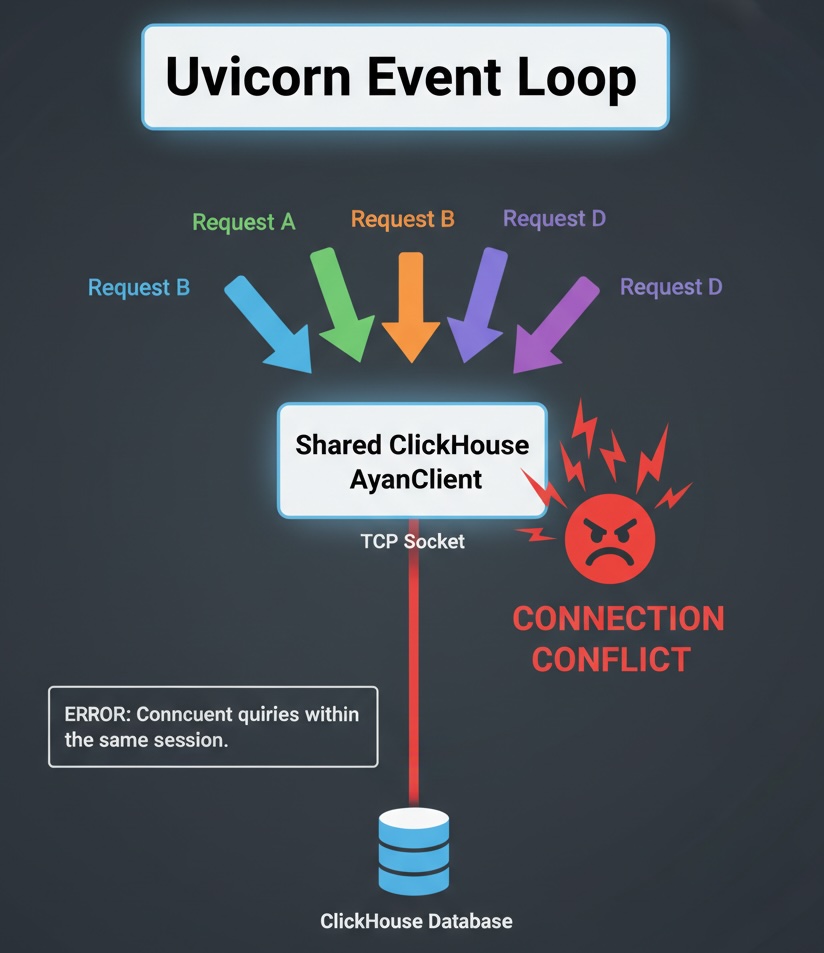 Uvicorn Event Loop
Request A
Request B
Request D
Request B
Request D
Shared ClickHouse
AyanClient
TCP Socket
CONNECTION
CONFLICT
ERROR: Conncuent quiries within
the same session.
ClickHouse Database